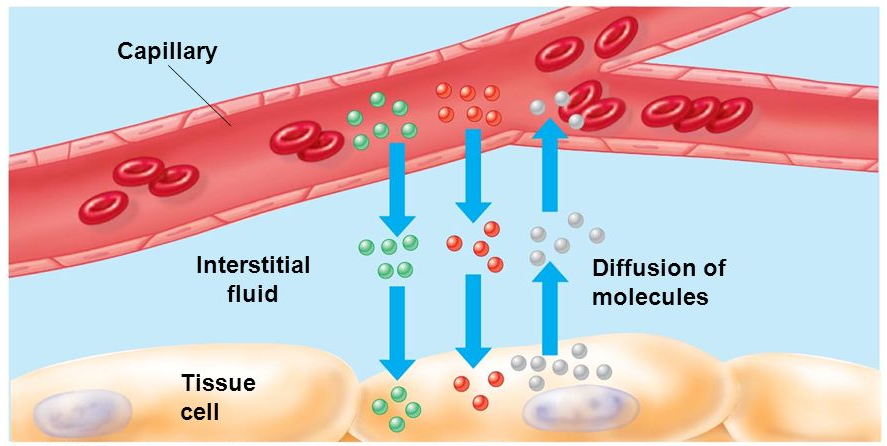 Capillary
Interstitial
fluid
Diffusion of
molecules
Tissue
cell